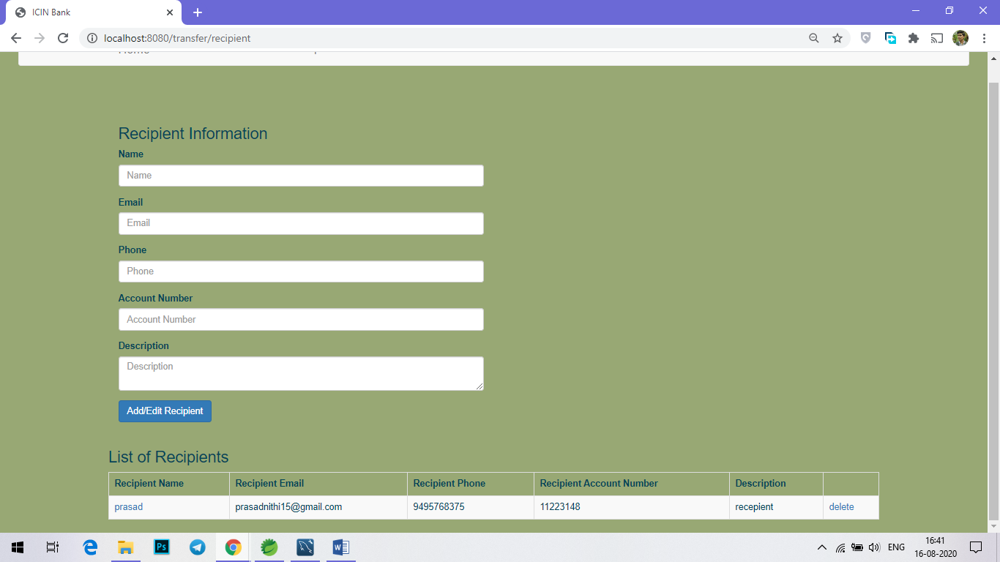 ICIN Bank
localhost:8080/transfer/recipient
Recipient Information
Name
Name
Email
Email
Phone
Phone
Account Number
Account Number
Description
Description
Add/Edit Recipient
List of Recipients
Recipient Name Recipient Email Recipient Phone Recipient Account Number Description
prasad prasadnithi15@gmail.com 9495768375 11223148 recepient delete
Ps
W
ENG
16:41
16-08-2020